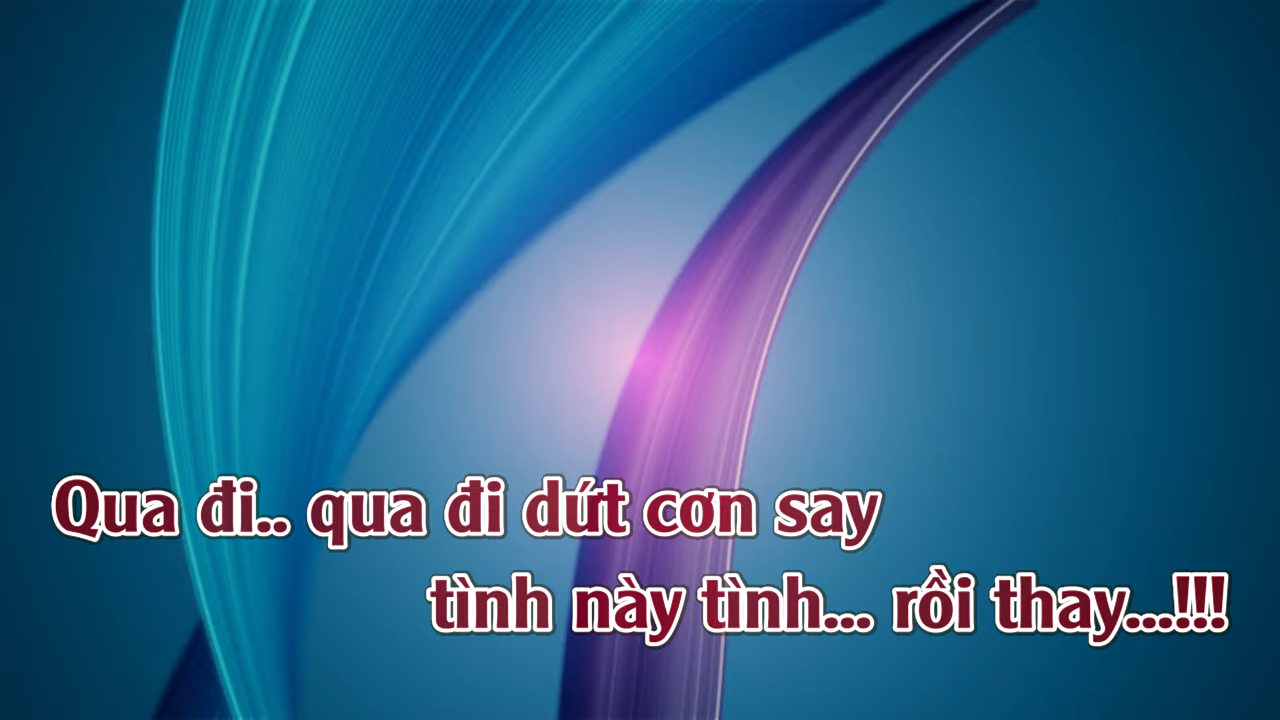 Qua đi.. qua đi dứt cơn say
tình này tình... rồi thay...!!!